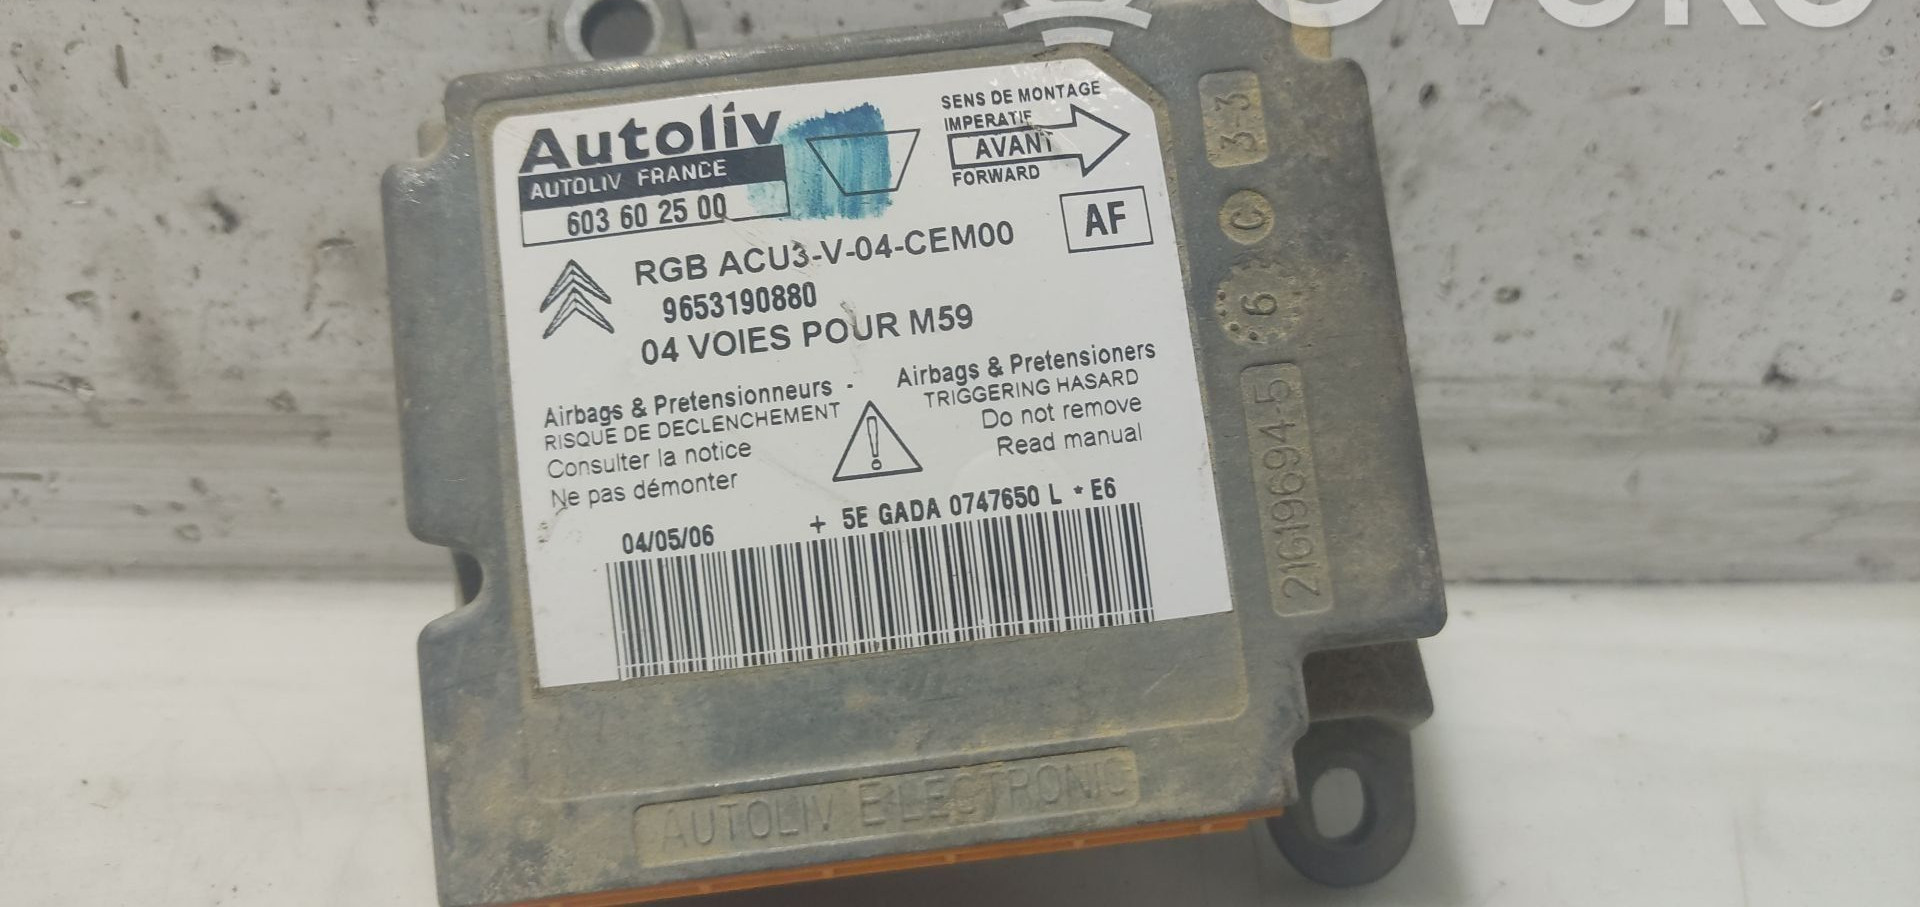 Autoliv
AUTOLIV FRANCE
603 60 25 00
SENS DE MONTAGE
IMPERATIF
AVANT
FORWARD
AF
RGB ACU3-V-04-CEM00
9653190880
04 VOIES POUR M59
Airbags & Pretensionneurs -
RISQUE DE DECLENCHEMENT
Consulter la notice
Ne pas démonter
Airbags & Pretensioners
TRIGGERING HASARD
Do not remove
Read manual
04/05/06
+ 5E GADA 0747650 L * E6
3-3
C
6
21619694-5
AUTOLIV ELECTRONIC